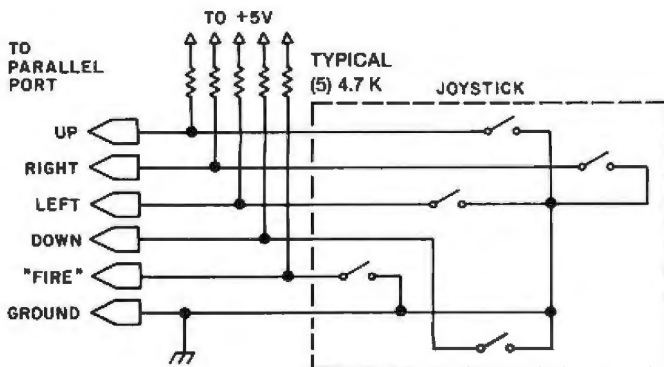 TO +5V
TO
PARALLEL
PORT
TYPICAL
(5) 4.7 K
JOYSTICK
UP
RIGHT
LEFT
DOWN
"FIRE"
GROUND